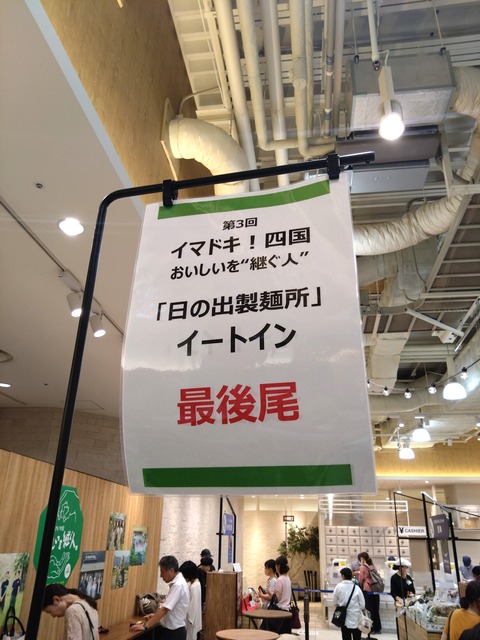 第3回
イマドキ！四国
おいしいを“継ぐ人”
「日の出製麺所」
イートイン
最後尾
¥CASHIER